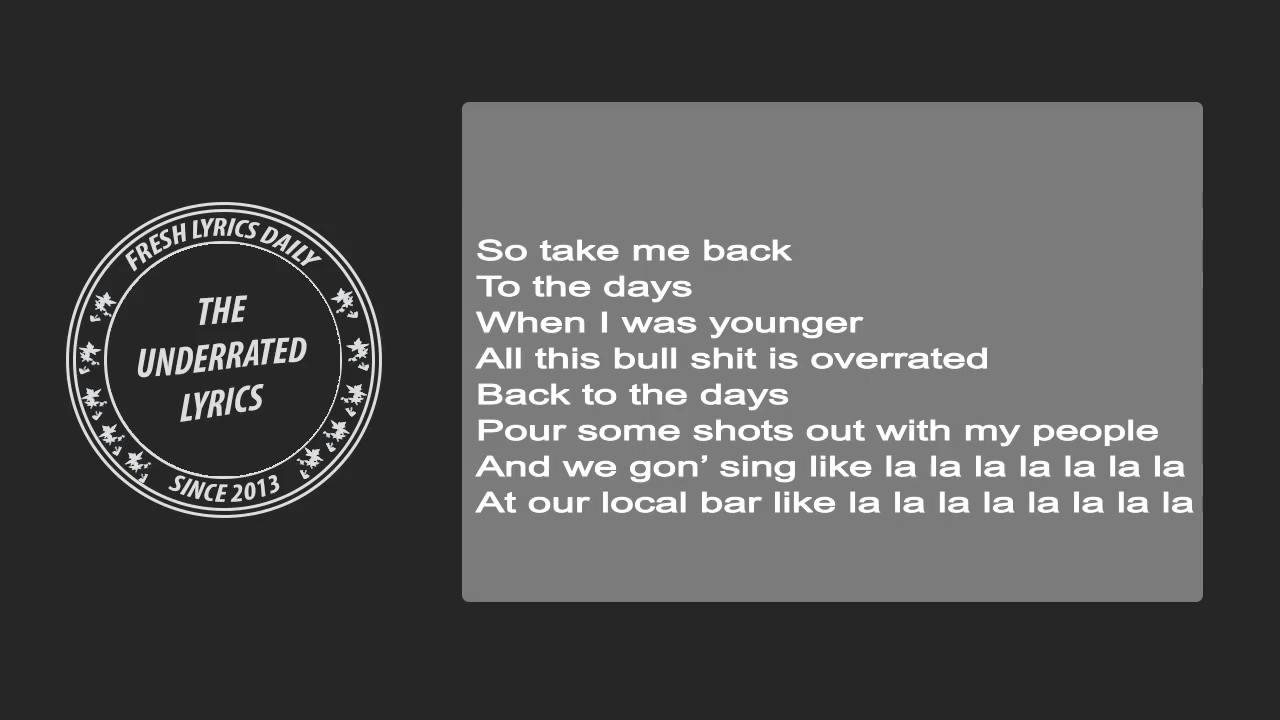 FRESH LYRICS DAILY
THE
UNDERRATED
LYRICS
SINCE 2013
So take me back
To the days
When I was younger
All this bull shit is overrated
Back to the days
Pour some shots out with my people
And we gon’ sing like la la la la la la la
At our local bar like la la la la la la la la